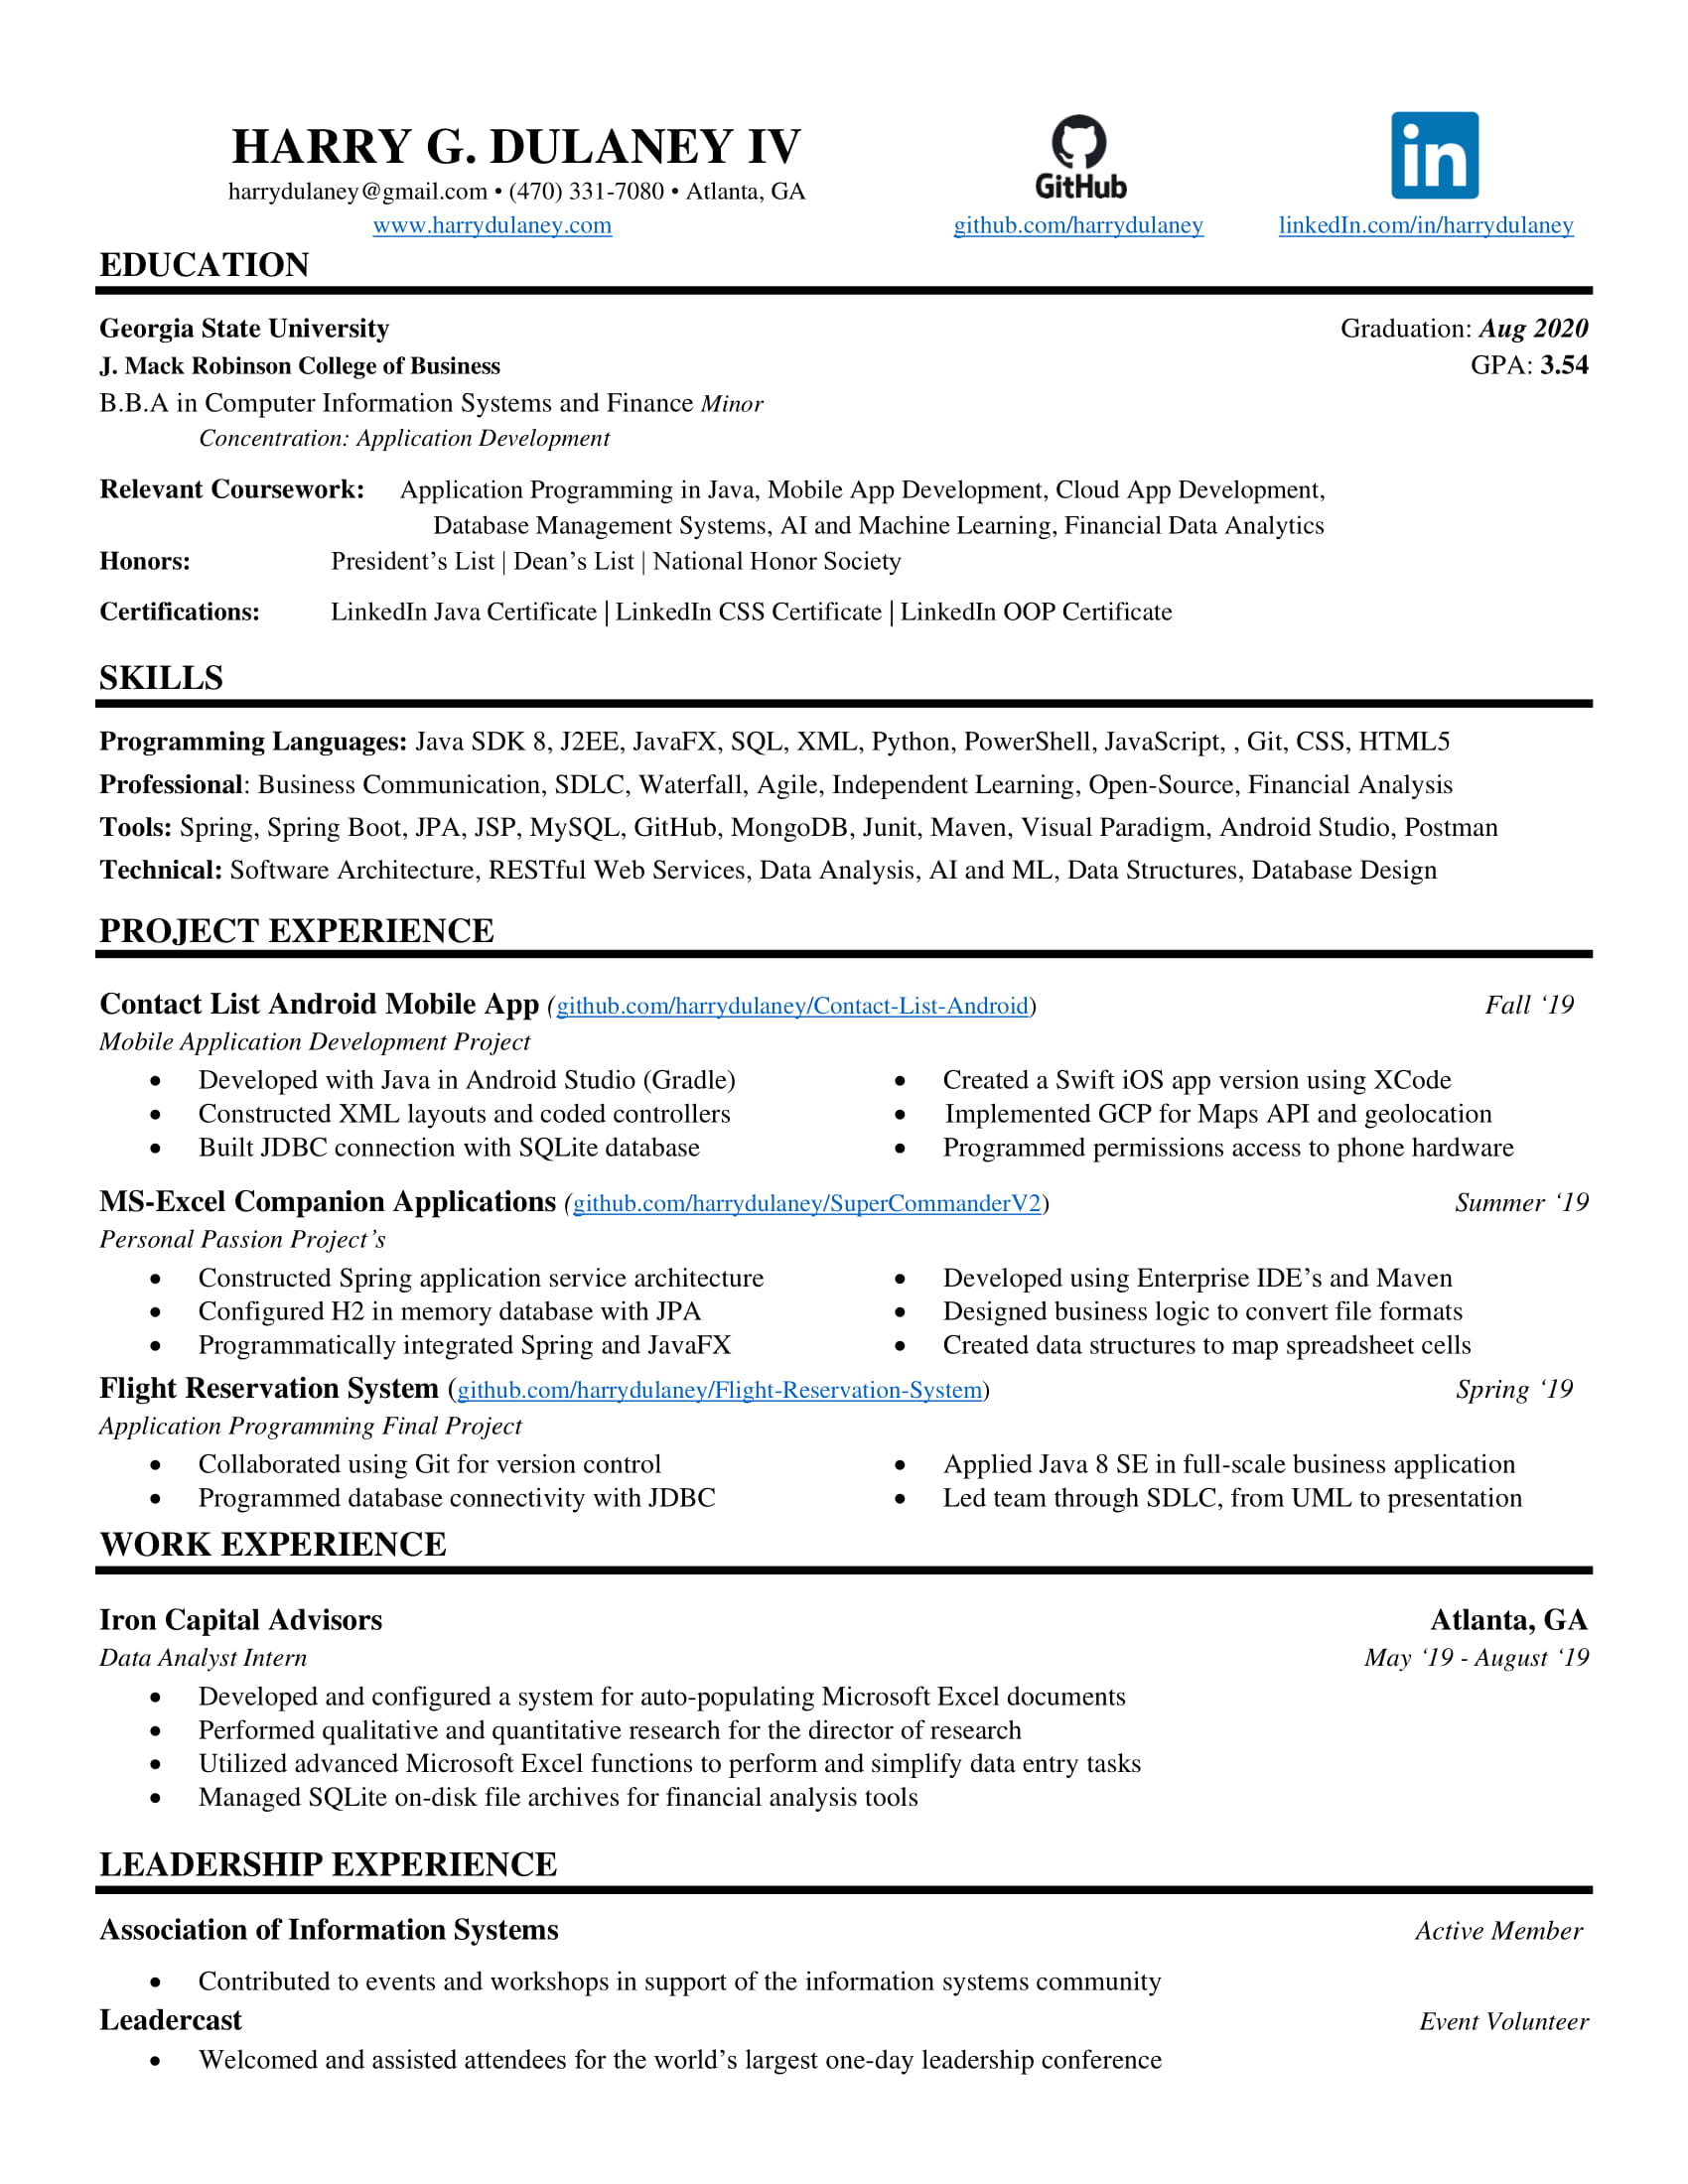 HARRY G. DULANEY IV
harrydulaney@gmail.com • (470) 331-7080 • Atlanta, GA
www.harrydulaney.com
GitHub
github.com/harrydulaney
in
linkedIn.com/in/harrydulaney
EDUCATION
Georgia State University Graduation: Aug 2020
J. Mack Robinson College of Business GPA: 3.54
B.B.A in Computer Information Systems and Finance Minor
Concentration: Application Development
Relevant Coursework: Application Programming in Java, Mobile App Development, Cloud App Development,
Database Management Systems, AI and Machine Learning, Financial Data Analytics
Honors: President’s List | Dean’s List | National Honor Society
Certifications: LinkedIn Java Certificate | LinkedIn CSS Certificate | LinkedIn OOP Certificate
SKILLS
Programming Languages: Java SDK 8, J2EE, JavaFX, SQL, XML, Python, PowerShell, JavaScript, , Git, CSS, HTML5
Professional: Business Communication, SDLC, Waterfall, Agile, Independent Learning, Open-Source, Financial Analysis
Tools: Spring, Spring Boot, JPA, JSP, MySQL, GitHub, MongoDB, Junit, Maven, Visual Paradigm, Android Studio, Postman
Technical: Software Architecture, RESTful Web Services, Data Analysis, AI and ML, Data Structures, Database Design
PROJECT EXPERIENCE
Contact List Android Mobile App (github.com/harrydulaney/Contact-List-Android) Fall ‘19
Mobile Application Development Project
• Developed with Java in Android Studio (Gradle)
• Constructed XML layouts and coded controllers
• Built JDBC connection with SQLite database
• Created a Swift iOS app version using XCode
• Implemented GCP for Maps API and geolocation
• Programmed permissions access to phone hardware
MS-Excel Companion Applications (github.com/harrydulaney/SuperCommanderV2) Summer ‘19
Personal Passion Project’s
• Constructed Spring application service architecture
• Configured H2 in memory database with JPA
• Programmatically integrated Spring and JavaFX
• Developed using Enterprise IDE’s and Maven
• Designed business logic to convert file formats
• Created data structures to map spreadsheet cells
Flight Reservation System (github.com/harrydulaney/Flight-Reservation-System) Spring ‘19
Application Programming Final Project
• Collaborated using Git for version control
• Programmed database connectivity with JDBC
• Applied Java 8 SE in full-scale business application
• Led team through SDLC, from UML to presentation
WORK EXPERIENCE
Iron Capital Advisors Atlanta, GA
Data Analyst Intern May ‘19 - August ‘19
• Developed and configured a system for auto-populating Microsoft Excel documents
• Performed qualitative and quantitative research for the director of research
• Utilized advanced Microsoft Excel functions to perform and simplify data entry tasks
• Managed SQLite on-disk file archives for financial analysis tools
LEADERSHIP EXPERIENCE
Association of Information Systems Active Member
• Contributed to events and workshops in support of the information systems community
Leadercast Event Volunteer
• Welcomed and assisted attendees for the world’s largest one-day leadership conference